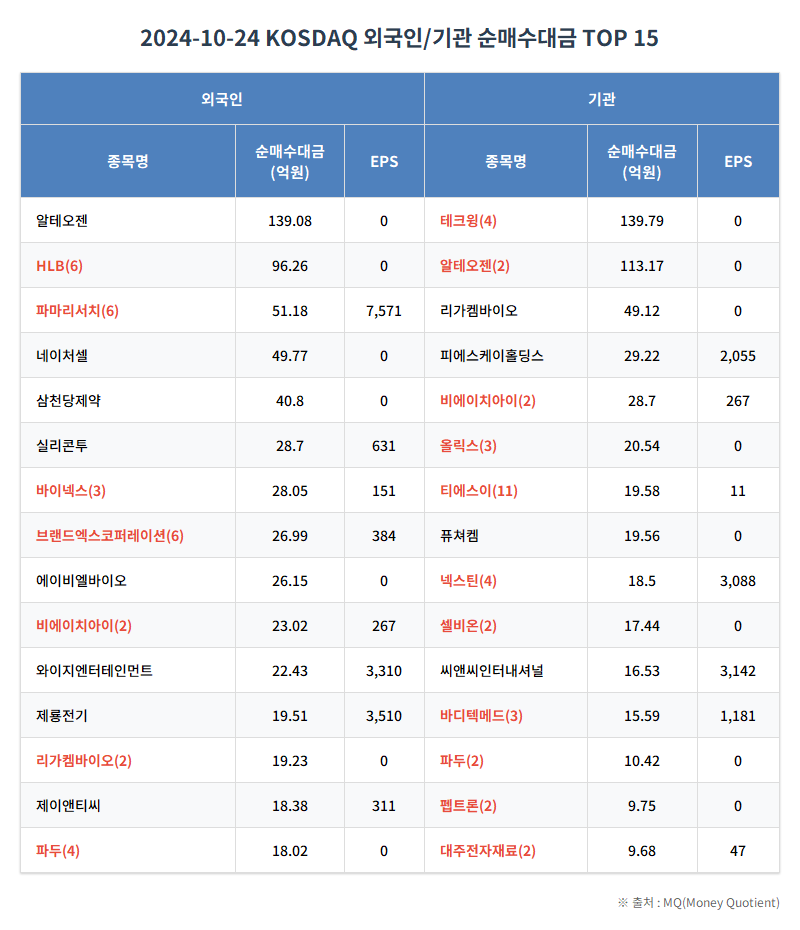 2024-10-24 KOSDAQ 외국인/기관 순매수대금 TOP 15
외국인 기관
종목명 순매수대금 (억원) EPS 종목명 순매수대금 (억원) EPS
알테오젠 139.08 0 테크윙(4) 139.79 0
HLB(6) 96.26 0 알테오젠(2) 113.17 0
파마리서치(6) 51.18 7,571 리가켐바이오 49.12 0
네이처셀 49.77 0 피에스케이홀딩스 29.22 2,055
삼천당제약 40.8 0 비에이치아이(2) 28.7 267
실리콘투 28.7 631 올릭스(3) 20.54 0
바이넥스(3) 28.05 151 티에스이(11) 19.58 11
브랜드엑스코퍼레이션(6) 26.99 384 퓨쳐켐 19.56 0
에이비엘바이오 26.15 0 넥스틴(4) 18.5 3,088
비에이치아이(2) 23.02 267 셀비온(2) 17.44 0
와이지엔터테인먼트 22.43 3,310 씨앤씨인터내셔널 16.53 3,142
제룡전기 19.51 3,510 바디텍메드(3) 15.59 1,181
리가켐바이오(2) 19.23 0 파두(2) 10.42 0
제이앤티씨 18.38 311 펩트론(2) 9.75 0
파두(4) 18.02 0 대주전자재료(2) 9.68 47
※ 출처 : MQ(Money Quotient)